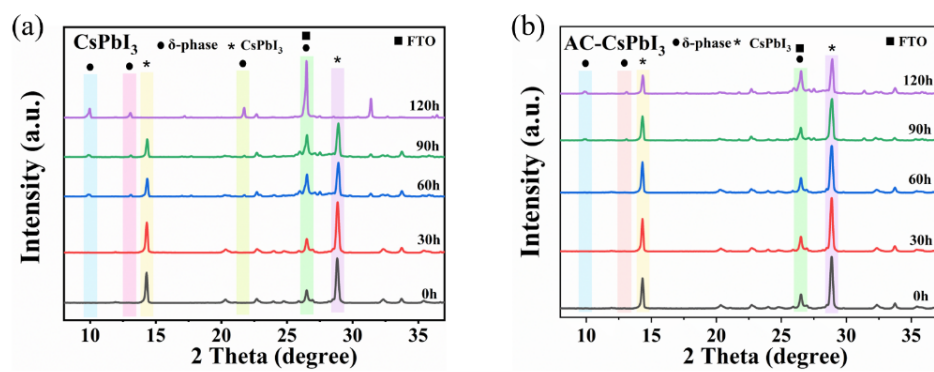 (a)
CsPbI₃
● δ-phase * CsPbI₃
■ FTO
120h
90h
60h
30h
0h
Intensity (a.u.)
10 15 20 25 30 35
2 Theta (degree)
(b)
AC-CsPbI₃ ● δ-phase * CsPbI₃
■ FTO
120h
90h
60h
30h
0h
Intensity (a.u.)
10 15 20 25 30 35
2 Theta (degree)